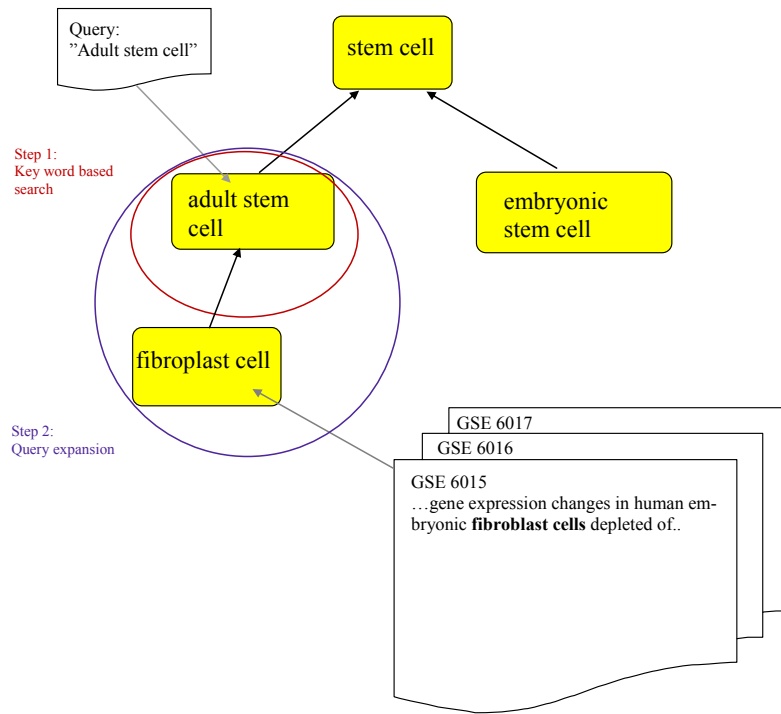 Query:
”Adult stem cell”
stem cell
Step 1:
Key word based
search
adult stem
cell
embryonic
stem cell
fibroplast cell
Step 2:
Query expansion
GSE 6017
GSE 6016
GSE 6015
…gene expression changes in human em-
bryonic fibroblast cells depleted of..